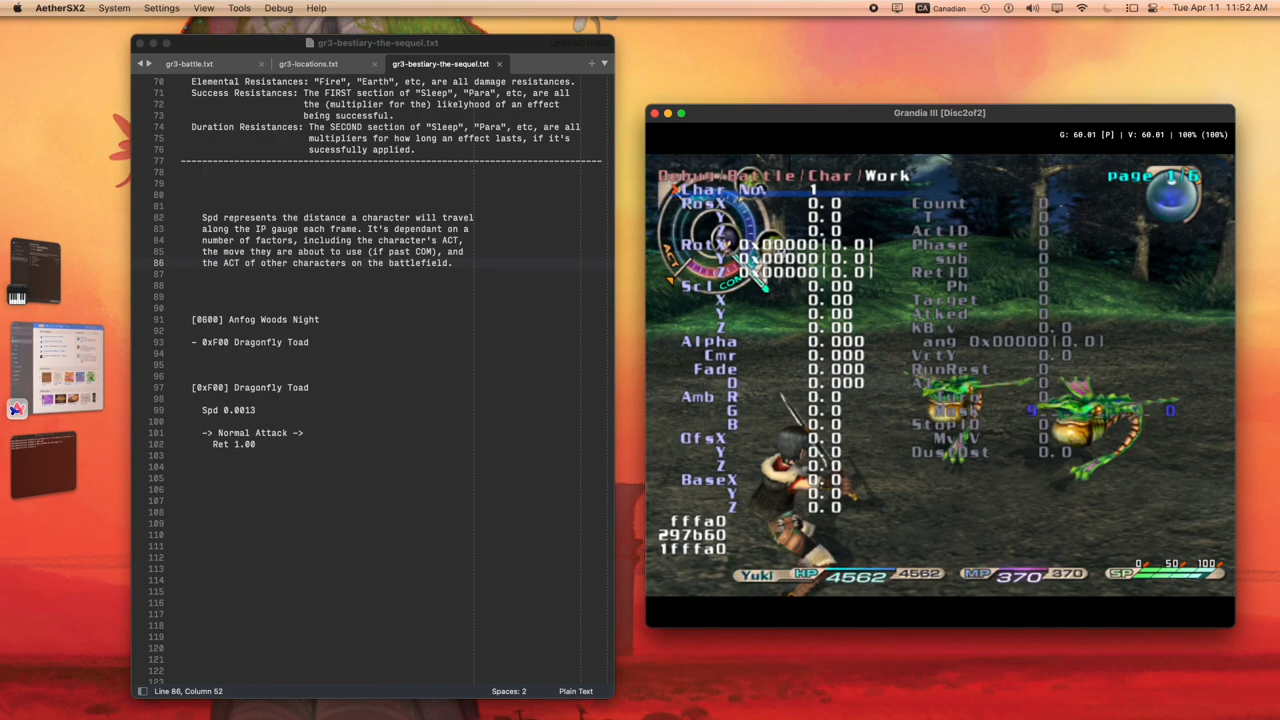 AetherSX2 System Settings View Tools Debug Help
CA Canadian Tue Apr 11 11:52 AM
gr3-bestiary-the-sequel.txt
gr3-battle.txt gr3-locations.txt gr3-bestiary-the-sequel.txt
70 Elemental Resistances: "Fire", "Earth", etc, are all damage resistances.
71 Success Resistances: The FIRST section of "Sleep", "Para", etc, are all
72 the (multiplier for the) likelyhood of an effect
73 being successful.
74 Duration Resistances: The SECOND section of "Sleep", "Para", etc, are all
75 multipliers for how long an effect lasts, if it's
76 sucessfully applied.
77 -------------------------------------------------------------------------------
78
79
80
81
82 Spd represents the distance a character will travel
83 along the IP gauge each frame. It's dependant on a
84 number of factors, including the character's ACT,
85 the move they are about to use (if past COM), and
86 the ACT of other characters on the battlefield.
87
88
89
90
91 [0600] Anfog Woods Night
92
93 - 0xF00 Dragonfly Toad
94
95
96
97 [0xF00] Dragonfly Toad
98
99 Spd 0.0013
100
101 -> Normal Attack ->
102 Ret 1.00
103
104
105
106
107
108
109
110
111
112
113
114
115
116
117
118
119
120
121
122
123
Line 86, Column 52 Spaces: 2 Plain Text
Grandia III [Disc2of2]
G: 60.01 [P] | V: 60.01 | 100% (100%)
Debug/Battle/Char/Work page 1/6
Char No. 1
PosX 0.0 Count 0
Y 0.0 T 0
Z 0.0 ActID 0
RotX 0x00000[0.0] Phase 0
Y 0x00000[0.0] sub 0
Z 0x00000[0.0] RetID 0
Scl 0.00 Ph 0
X 0.00 Target 0
Y 0.00 Atked 0
Z 0.00 KB v 0.0
Alpha 0.000 ang 0x00000[0.0]
Cmr 0.000 VctY 0.0
Fade 0.000 RunRest 0
D 0.000
Amb R 0.0
G 0.0 9 0
B 0.0 StopID 0
OfsX 0.0 MvLV 0
Y 0.0 DustDst 0.0
Z 0.0
BaseX 0.0
Y 0.0
Z 0.0
fffa0
297b60
1fffa0
ACT
COM
Yuki HP 4562 4562 MP 370 370 SP 0 50 100